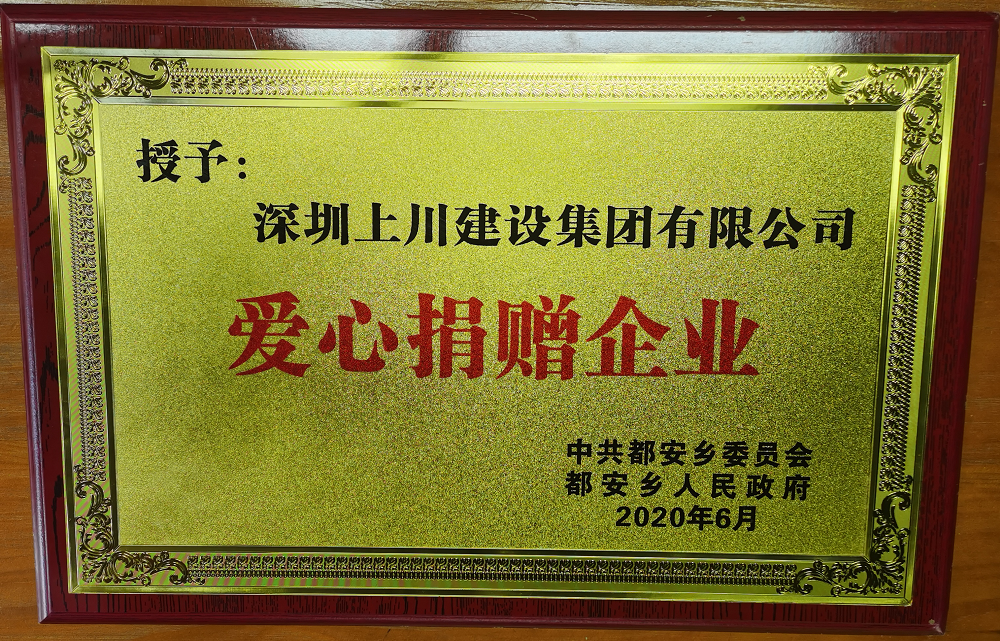 授予：
深圳上川建设集团有限公司
爱心捐赠企业
中共都安乡委员会
都安乡人民政府
2020年6月